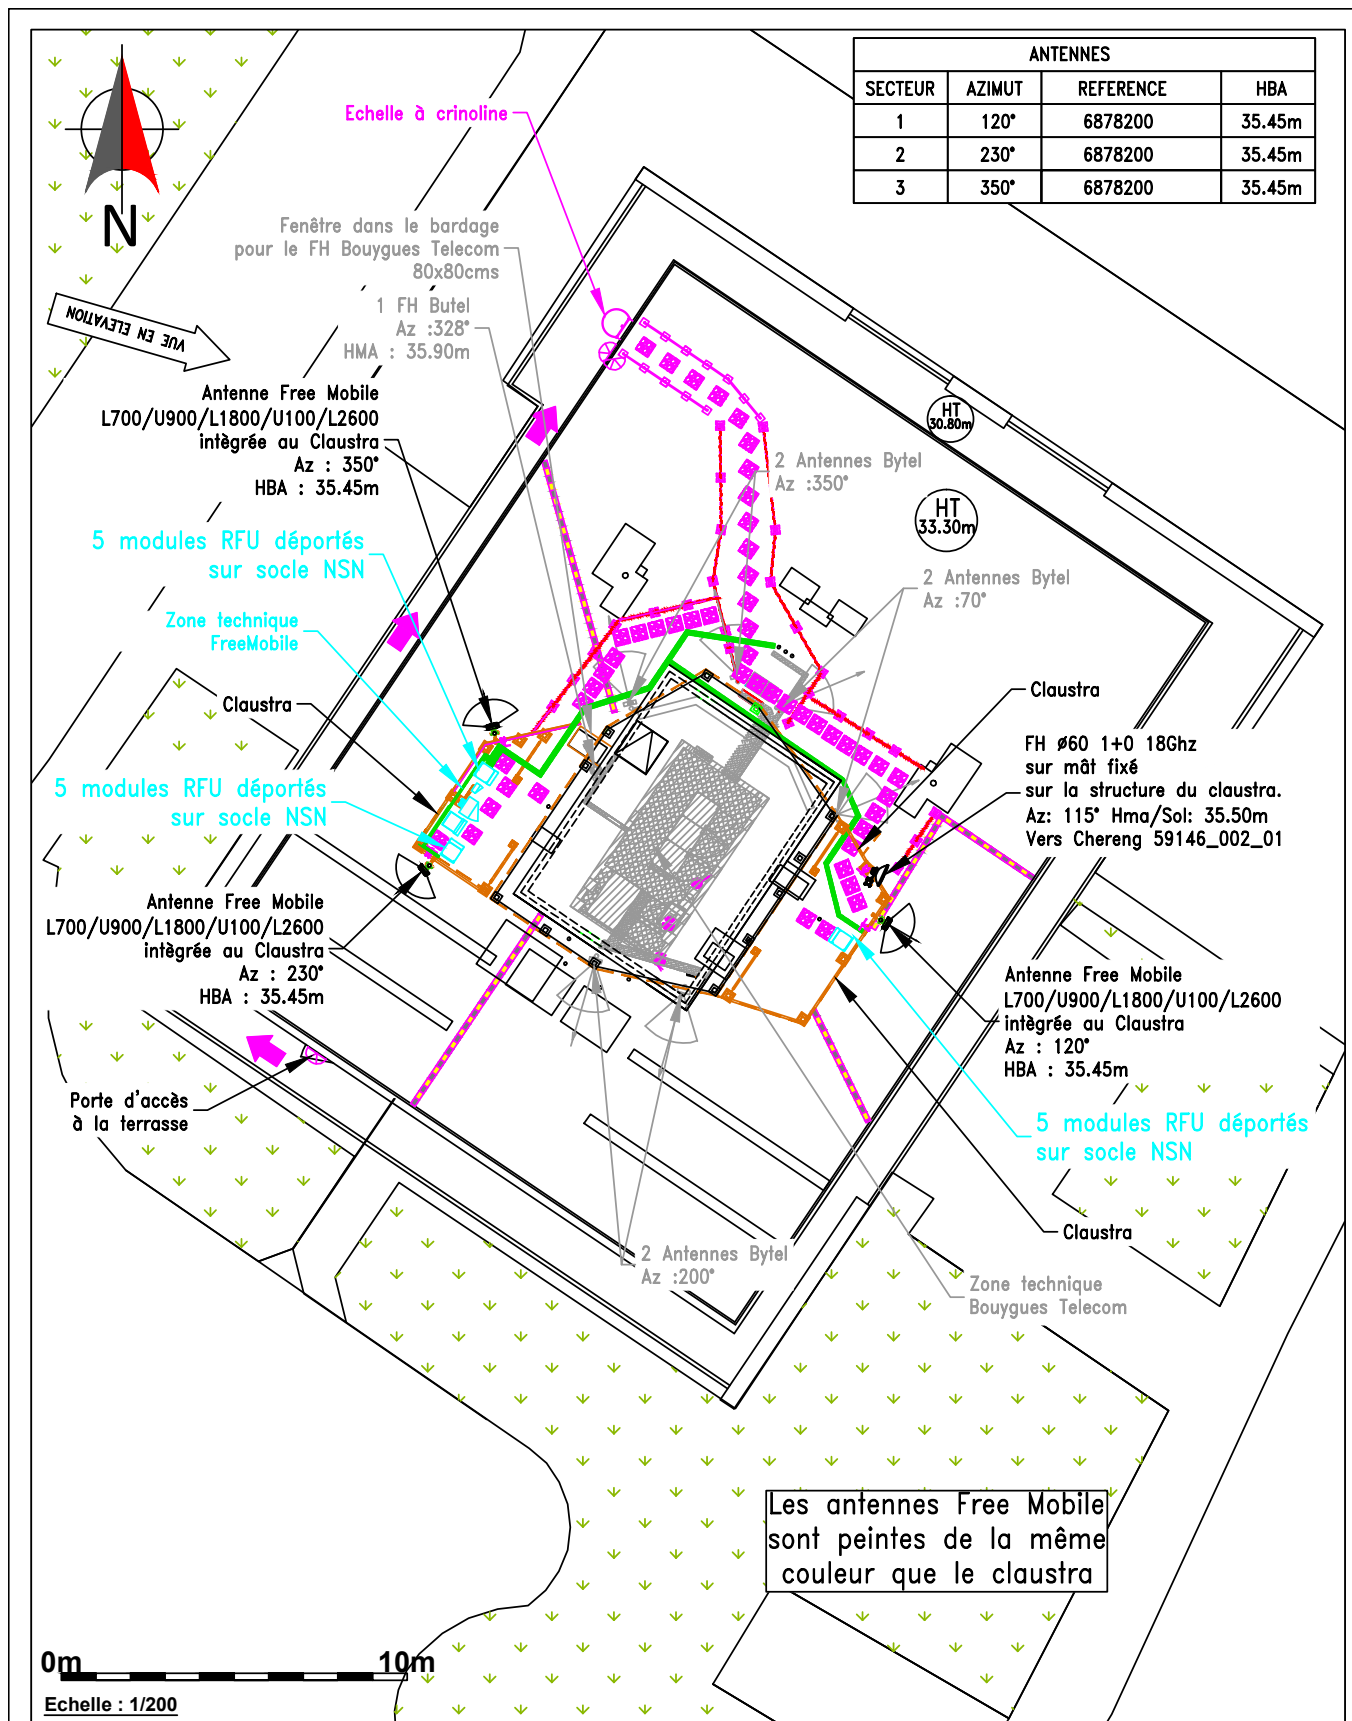 ANTENNES
SECTEUR AZIMUT REFERENCE HBA
1 120° 6878200 35.45m
2 230° 6878200 35.45m
3 350° 6878200 35.45m
N
Echelle à crinoline
Fenêtre dans le bardage
pour le FH Bouygues Telecom
80x80cms
1 FH Butel
Az :328°
HMA : 35.90m
VUE EN ELEVATION
Antenne Free Mobile
L700/U900/L1800/U100/L2600
intègrée au Claustra
Az : 350°
HBA : 35.45m
HT
30.80m
2 Antennes Bytel
Az :350°
HT
33.30m
5 modules RFU déportés
sur socle NSN
2 Antennes Bytel
Az :70°
Zone technique
FreeMobile
Claustra
Claustra
FH ø60 1+0 18Ghz
sur mât fixé
sur la structure du claustra.
Az: 115° Hma/Sol: 35.50m
Vers Chereng 59146_002_01
5 modules RFU déportés
sur socle NSN
Antenne Free Mobile
L700/U900/L1800/U100/L2600
intègrée au Claustra
Az : 230°
HBA : 35.45m
Antenne Free Mobile
L700/U900/L1800/U100/L2600
intègrée au Claustra
Az : 120°
HBA : 35.45m
Porte d'accès
à la terrasse
5 modules RFU déportés
sur socle NSN
Claustra
2 Antennes Bytel
Az :200°
Zone technique
Bouygues Telecom
Les antennes Free Mobile
sont peintes de la même
couleur que le claustra
0m 10m
Echelle : 1/200